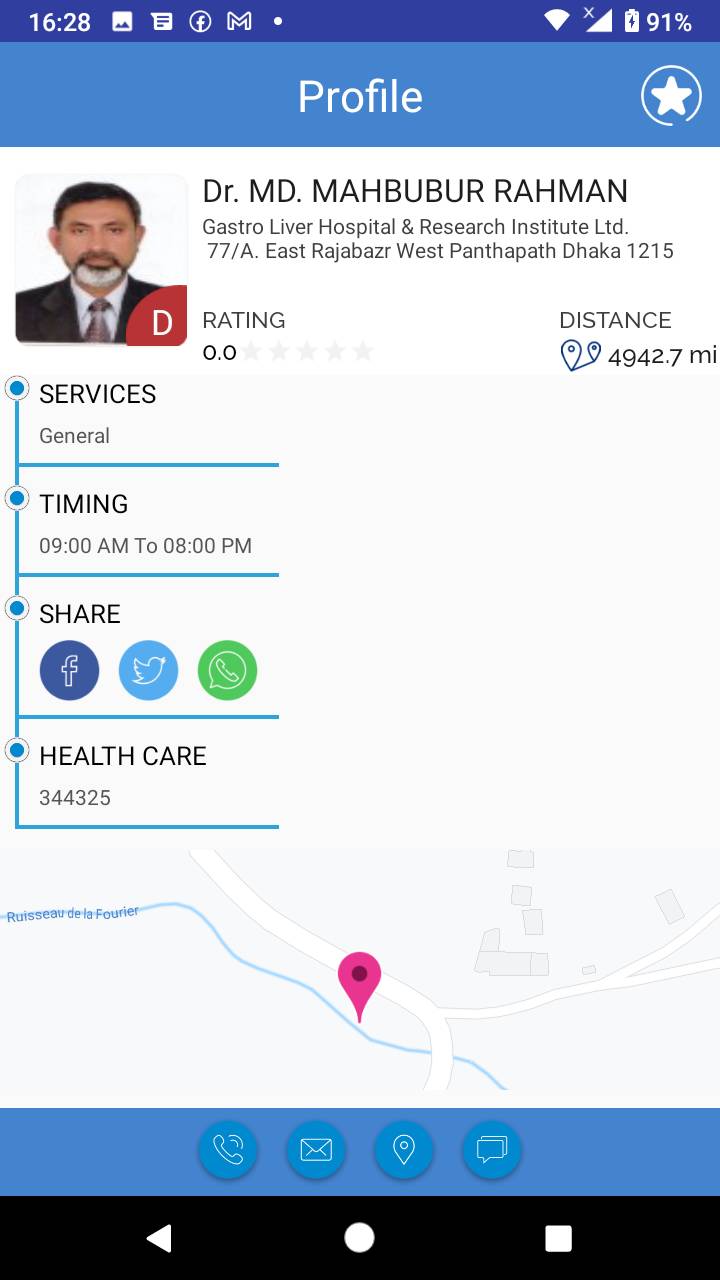 16:28
91%
Profile
Dr. MD. MAHBUBUR RAHMAN
Gastro Liver Hospital & Research Institute Ltd.
77/A. East Rajabazr West Panthapath Dhaka 1215
D
RATING
DISTANCE
0.0
4942.7 mi
SERVICES
General
TIMING
09:00 AM To 08:00 PM
SHARE
HEALTH CARE
344325
Ruisseau de la Fourier